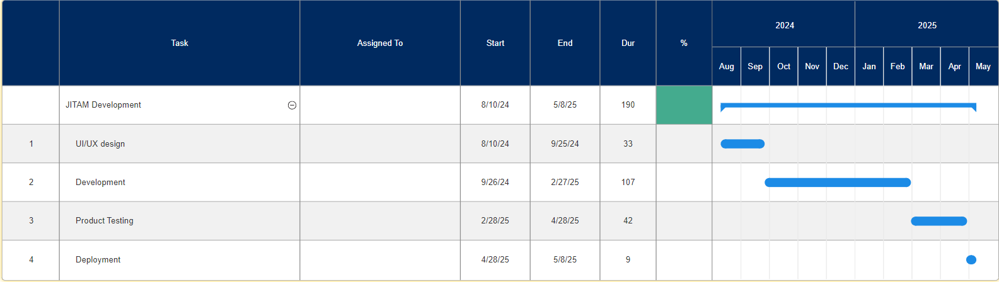 Task Assigned To Start End Dur % 2024 2025
Aug Sep Oct Nov Dec Jan Feb Mar Apr May
JITAM Development 8/10/24 5/8/25 190
1 UI/UX design 8/10/24 9/25/24 33
2 Development 9/26/24 2/27/25 107
3 Product Testing 2/28/25 4/28/25 42
4 Deployment 4/28/25 5/8/25 9